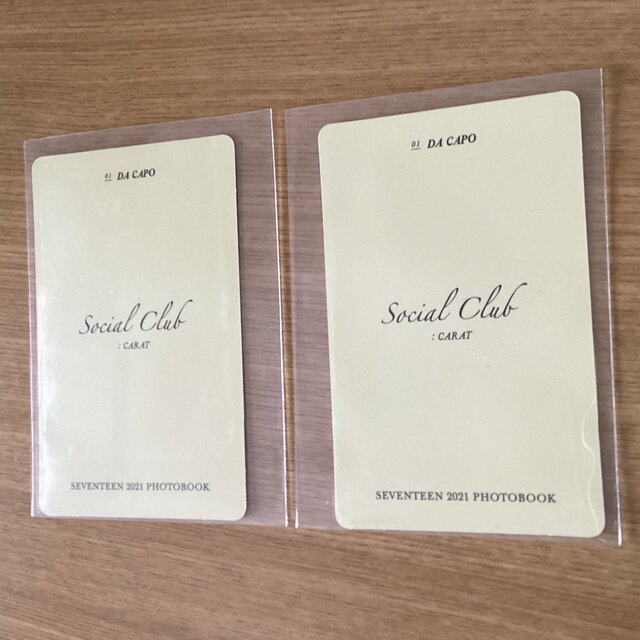 01 DA CAPO
Social Club
: CARAT
SEVENTEEN 2021 PHOTOBOOK
01 DA CAPO
Social Club
: CARAT
SEVENTEEN 2021 PHOTOBOOK